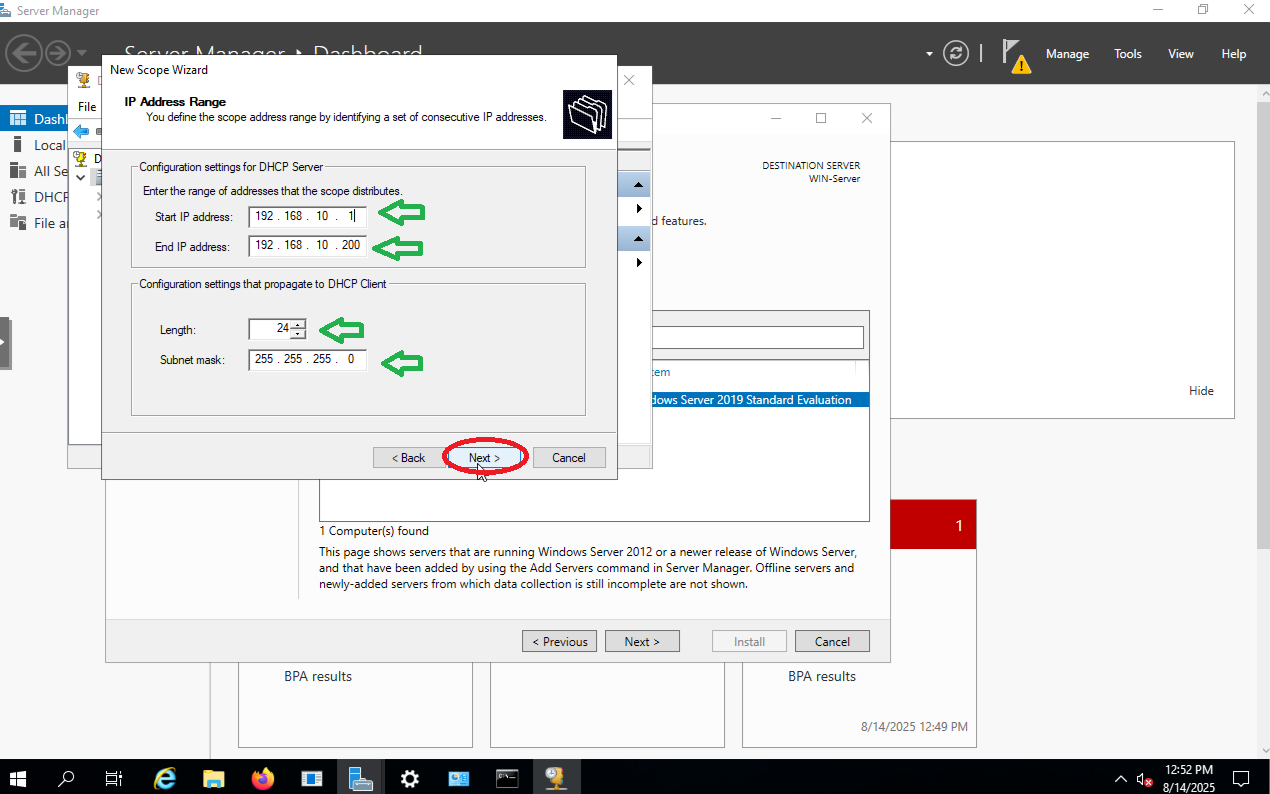 Server Manager
Server Manager • Dashboard
Manage Tools View Help
New Scope Wizard
IP Address Range
You define the scope address range by identifying a set of consecutive IP addresses.
File
Dashl
Local
All Se
DHCP
File a
D
Configuration settings for DHCP Server
Enter the range of addresses that the scope distributes.
Start IP address: 192 . 168 . 10 . 1
End IP address: 192 . 168 . 10 . 200
Configuration settings that propagate to DHCP Client
Length: 24
Subnet mask: 255 . 255 . 255 . 0
< Back Next > Cancel
DESTINATION SERVER
WIN-Server
d features.
tem
dows Server 2019 Standard Evaluation
Hide
1 Computer(s) found
This page shows servers that are running Windows Server 2012 or a newer release of Windows Server,
and that have been added by using the Add Servers command in Server Manager. Offline servers and
newly-added servers from which data collection is still incomplete are not shown.
1
< Previous Next > Install Cancel
BPA results
BPA results
8/14/2025 12:49 PM
12:52 PM
8/14/2025